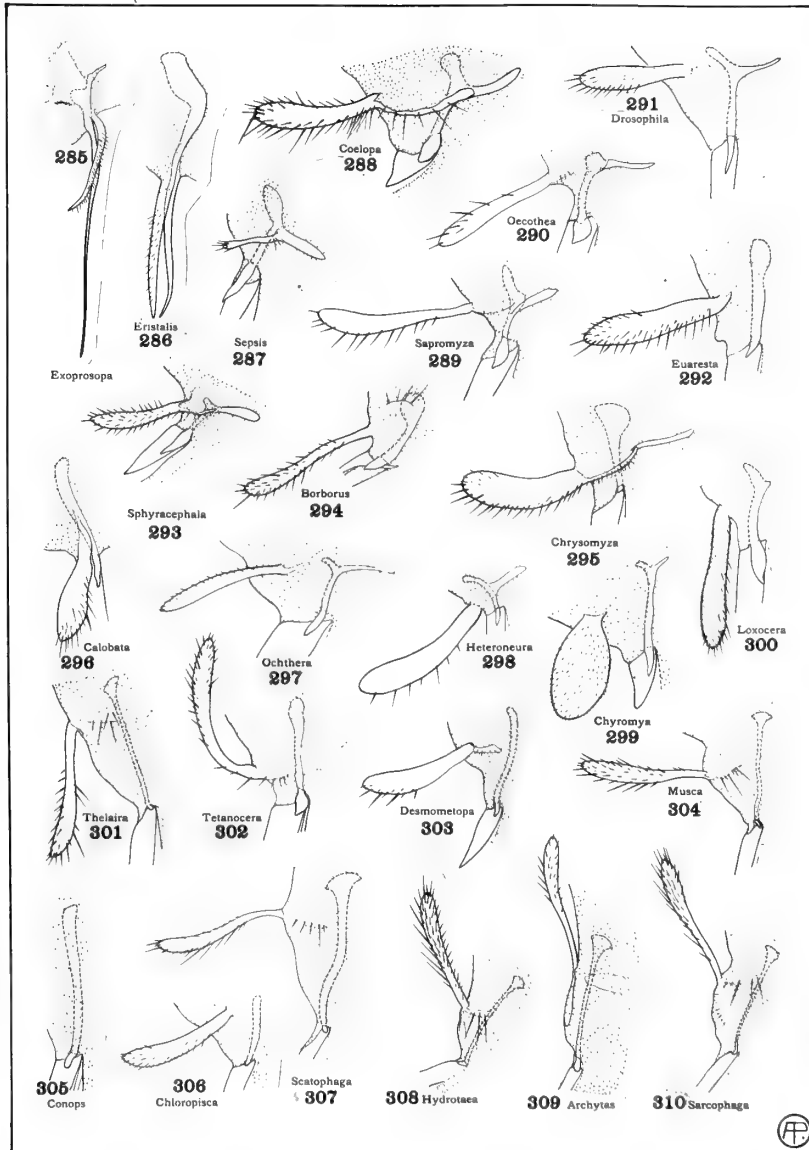 285
Exoprosopa
Eristalis
286
Sepsis
287
Coelopa
288
Oecothea
290
291
Drosophila
Sapromyza
289
Euaresta
292
Sphyracephala
293
Borborus
294
Chrysomyza
295
Calobata
296
Ochthera
297
Heteroneura
298
Chyromya
299
Loxocera
300
Thelaira
301
Tetanocera
302
Desmometopa
303
Musca
304
305
Conops
306
Chloropisca
Scatophaga
307
308 Hydrotaea
309 Archytas
310 Sarcophaga